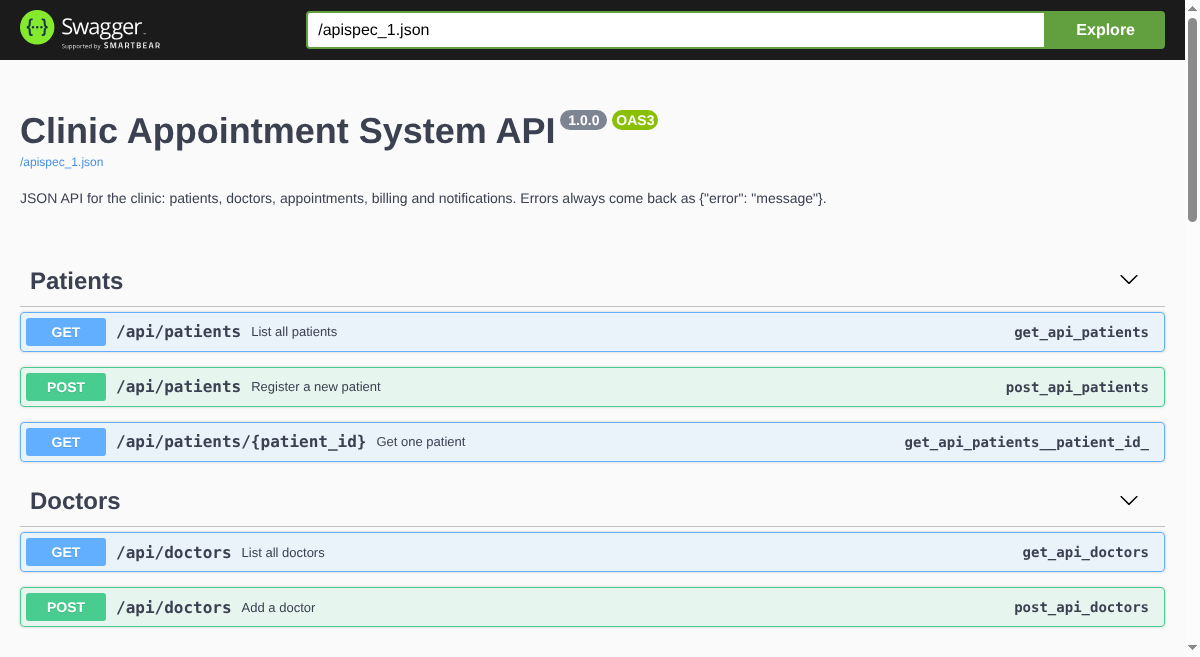 {···} Swagger
Supported by SMARTBEAR
/apispec_1.json
Explore
Clinic Appointment System API 1.0.0 OAS3
/apispec_1.json
JSON API for the clinic: patients, doctors, appointments, billing and notifications. Errors always come back as {"error": "message"}.
Patients
GET /api/patients List all patients get_api_patients
POST /api/patients Register a new patient post_api_patients
GET /api/patients/{patient_id} Get one patient get_api_patients__patient_id_
Doctors
GET /api/doctors List all doctors get_api_doctors
POST /api/doctors Add a doctor post_api_doctors